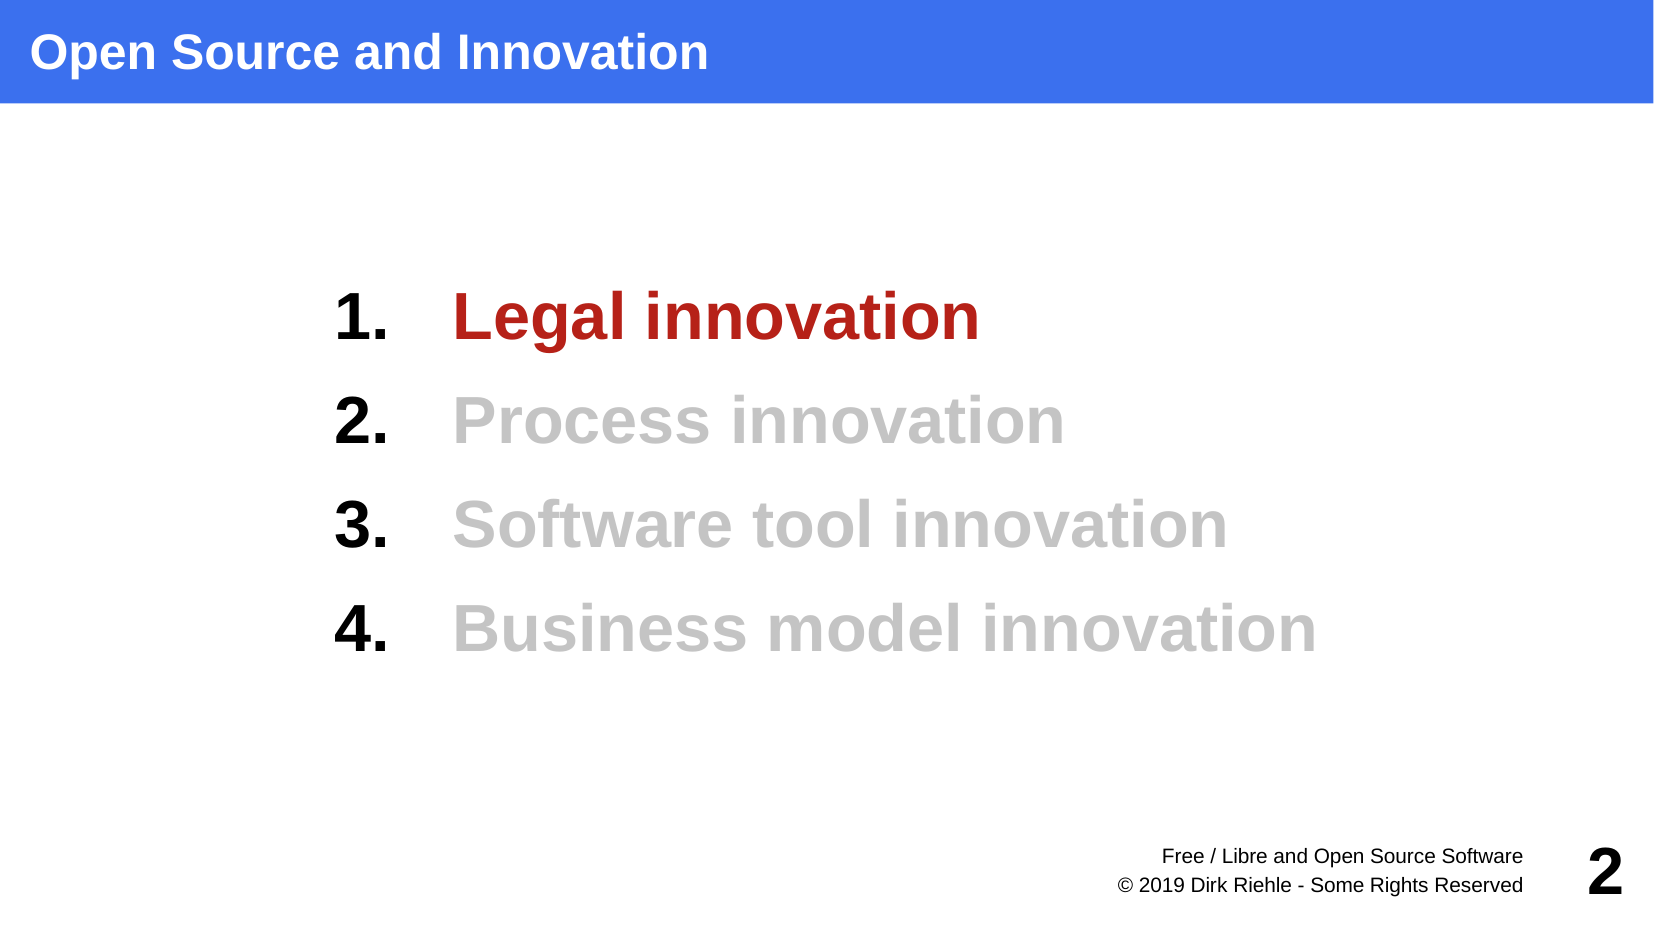 Open Source and Innovation
1. Legal innovation
2. Process innovation
3. Software tool innovation
4. Business model innovation
Free / Libre and Open Source Software
© 2019 Dirk Riehle - Some Rights Reserved
2